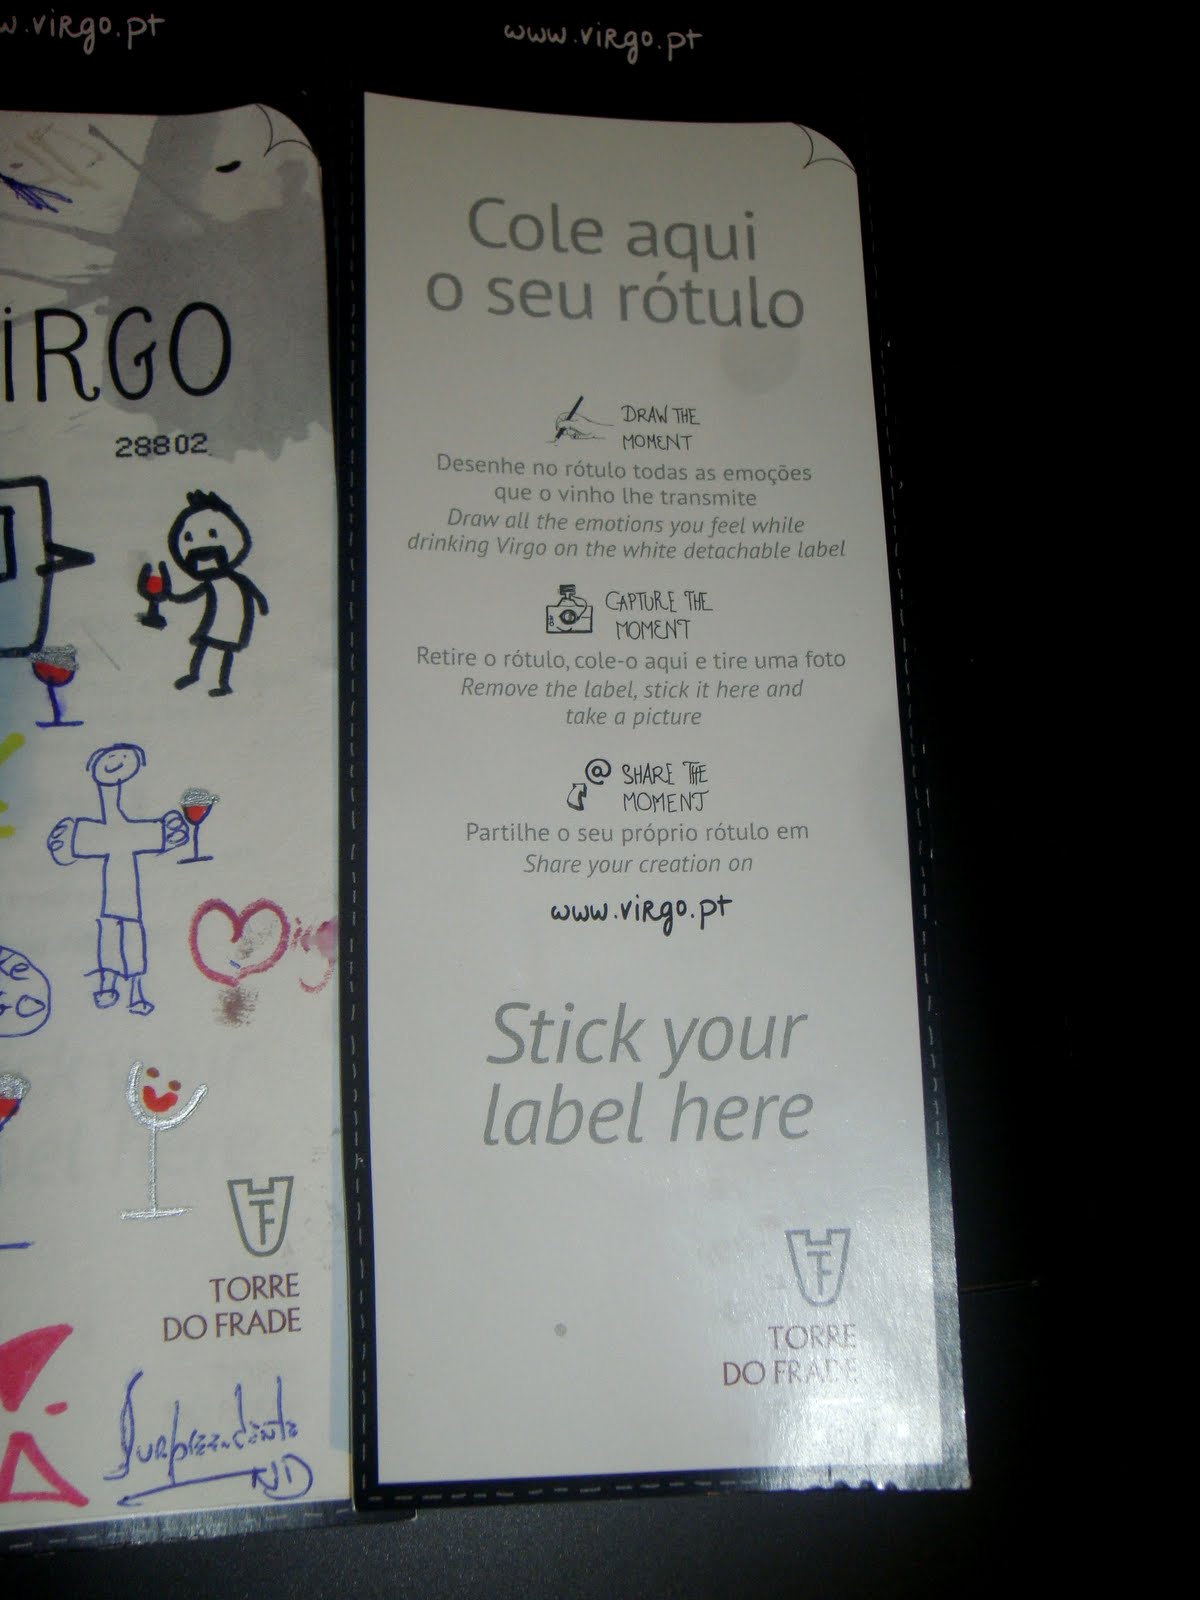 w.virgo.pt
iRGO
28802
TORRE
DO FRADE
Surpreendente
www.virgo.pt
Cole aqui
o seu rótulo
DRAW THE
MOMENT
Desenhe no rótulo todas as emoções
que o vinho lhe transmite
Draw all the emotions you feel while
drinking Virgo on the white detachable label
CAPTURE THE
MOMENT
Retire o rótulo, cole-o aqui e tire uma foto
Remove the label, stick it here and
take a picture
@ SHARE THE
MOMENT
Partilhe o seu próprio rótulo em
Share your creation on
www.virgo.pt
Stick your
label here
TF
TORRE
DO FRADE